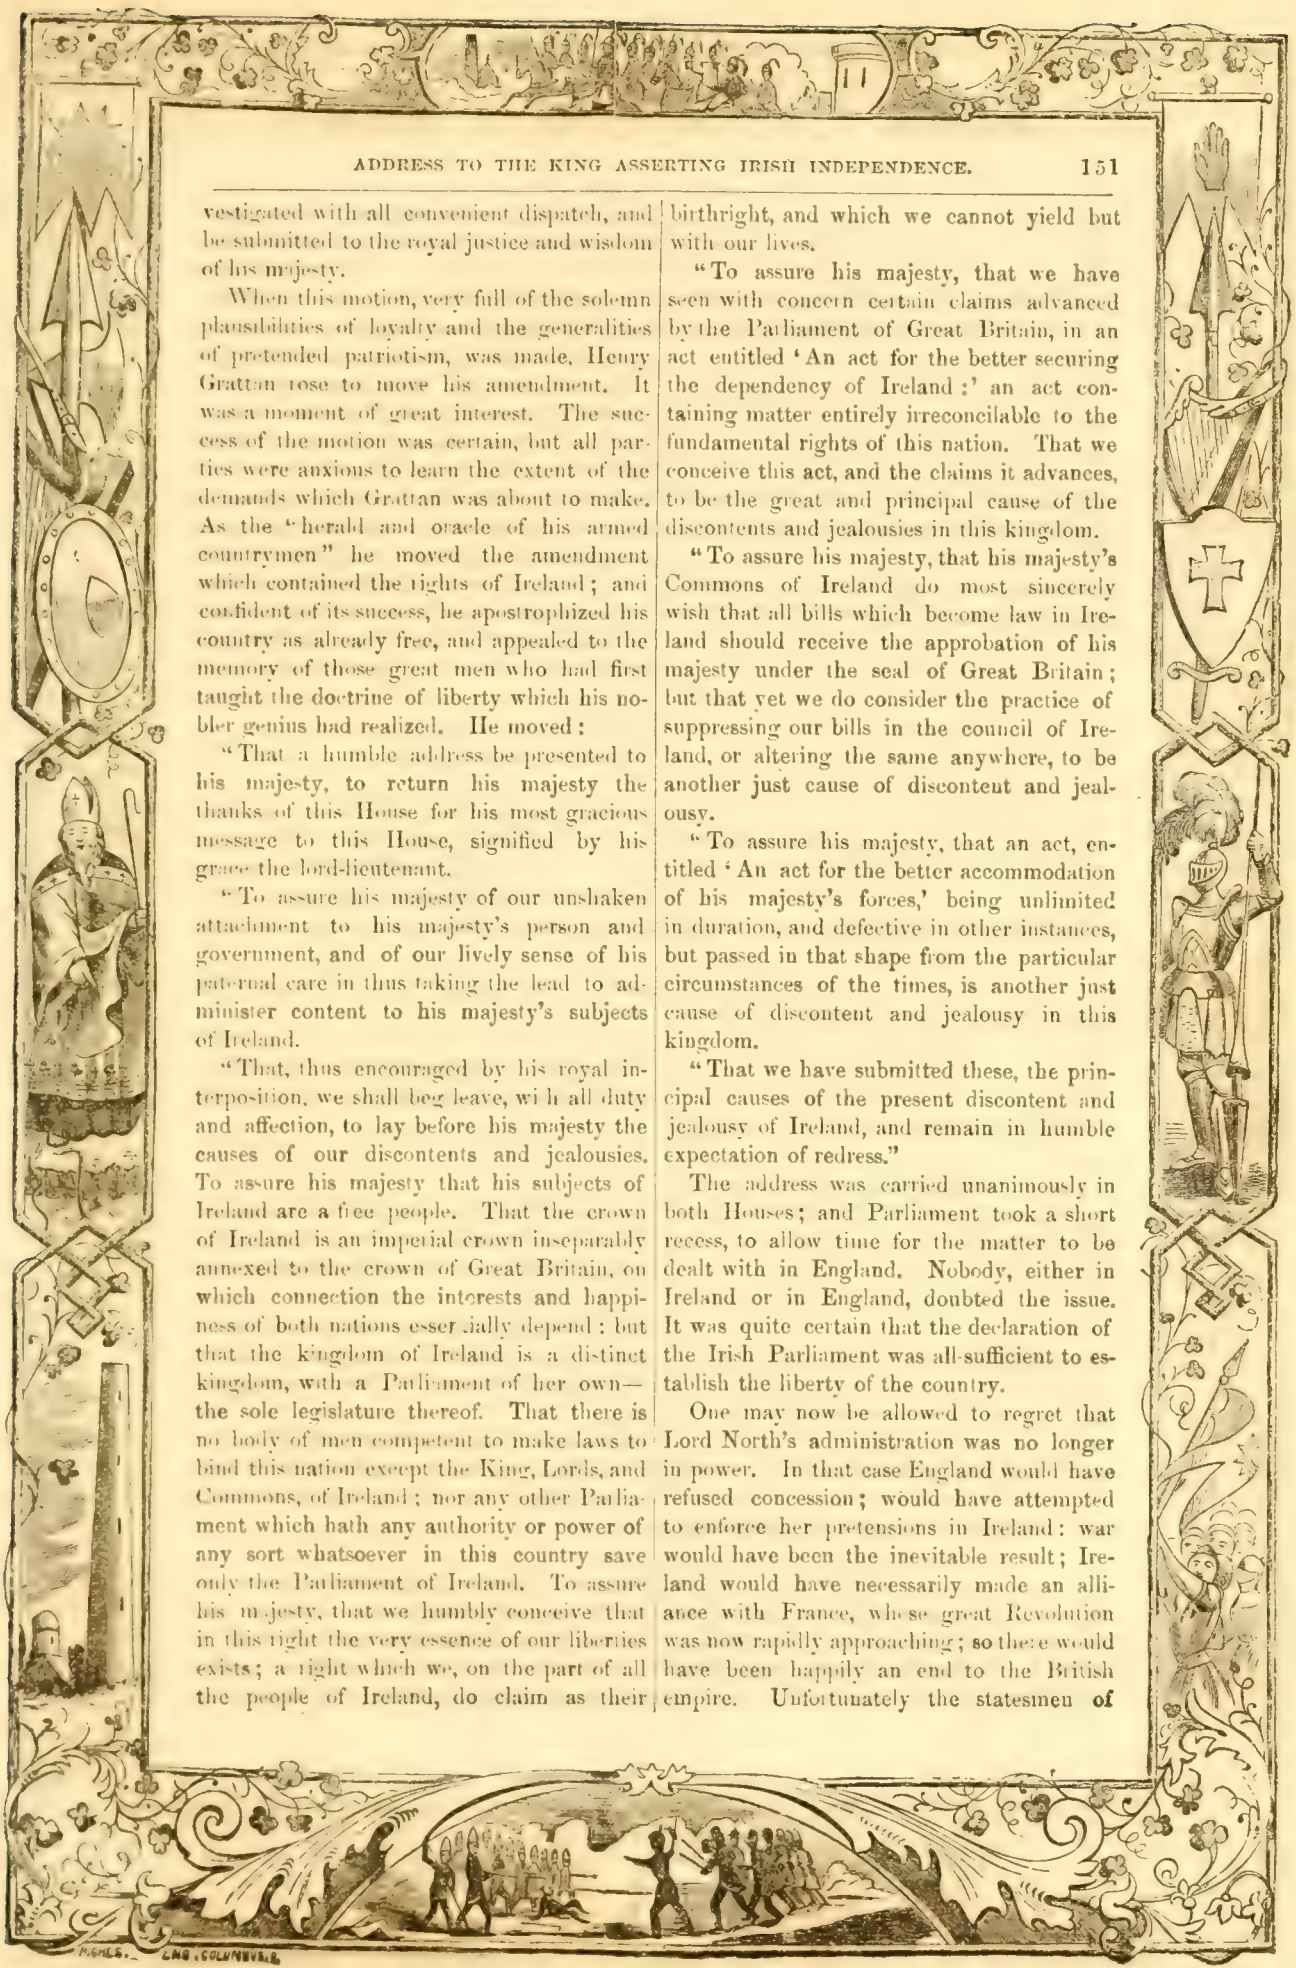 ADDRESS TO THE KING ASSERTING IRISH INDEPENDENCE. 151
vestigated with all convenient dispatch, and
be submitted to the royal justice and wisdom
of his majesty.
When this motion, very full of the solemn
plausibilities of loyalty and the generalities
of pretended patriotism, was made, Henry
Grattan rose to move his amendment. It
was a moment of great interest. The suc-
cess of the motion was certain, but all par-
ties were anxious to learn the extent of the
demands which Grattan was about to make.
As the “herald and oracle of his armed
countrymen” he moved the amendment
which contained the rights of Ireland; and
confident of its success, he apostrophized his
country as already free, and appealed to the
memory of those great men who had first
taught the doctrine of liberty which his no-
bler genius had realized. He moved:
“That a humble address be presented to
his majesty, to return his majesty the
thanks of this House for his most gracious
message to this House, signified by his
grace the lord-lieutenant.
“To assure his majesty of our unshaken
attachment to his majesty’s person and
government, and of our lively sense of his
paternal care in thus taking the lead to ad-
minister content to his majesty’s subjects
of Ireland.
“That, thus encouraged by his royal in-
terposition, we shall beg leave, wi h all duty
and affection, to lay before his majesty the
causes of our discontents and jealousies.
To assure his majesty that his subjects of
Ireland are a free people. That the crown
of Ireland is an imperial crown inseparably
annexed to the crown of Great Britain, on
which connection the interests and happi-
ness of both nations essentially depend: but
that the kingdom of Ireland is a distinct
kingdom, with a Parliament of her own—
the sole legislature thereof. That there is
no body of men competent to make laws to
bind this nation except the King, Lords, and
Commons, of Ireland; nor any other Parlia-
ment which hath any authority or power of
any sort whatsoever in this country save
only the Parliament of Ireland. To assure
his majesty, that we humbly conceive that
in this right the very essence of our liberties
exists; a right which we, on the part of all
the people of Ireland, do claim as their
birthright, and which we cannot yield but
with our lives.
“To assure his majesty, that we have
seen with concern certain claims advanced
by the Parliament of Great Britain, in an
act entitled ‘An act for the better securing
the dependency of Ireland:’ an act con-
taining matter entirely irreconcilable to the
fundamental rights of this nation. That we
conceive this act, and the claims it advances,
to be the great and principal cause of the
discontents and jealousies in this kingdom.
“To assure his majesty, that his majesty’s
Commons of Ireland do most sincerely
wish that all bills which become law in Ire-
land should receive the approbation of his
majesty under the seal of Great Britain;
but that yet we do consider the practice of
suppressing our bills in the council of Ire-
land, or altering the same anywhere, to be
another just cause of discontent and jeal-
ousy.
“To assure his majesty, that an act, en-
titled ‘An act for the better accommodation
of his majesty’s forces,’ being unlimited
in duration, and defective in other instances,
but passed in that shape from the particular
circumstances of the times, is another just
cause of discontent and jealousy in this
kingdom.
“That we have submitted these, the prin-
cipal causes of the present discontent and
jealousy of Ireland, and remain in humble
expectation of redress.”
The address was carried unanimously in
both Houses; and Parliament took a short
recess, to allow time for the matter to be
dealt with in England. Nobody, either in
Ireland or in England, doubted the issue.
It was quite certain that the declaration of
the Irish Parliament was all-sufficient to es-
tablish the liberty of the country.
One may now be allowed to regret that
Lord North’s administration was no longer
in power. In that case England would have
refused concession; would have attempted
to enforce her pretensions in Ireland: war
would have been the inevitable result; Ire-
land would have necessarily made an alli-
ance with France, whose great Revolution
was now rapidly approaching; so there would
have been happily an end to the British
empire. Unfortunately the statesmen of